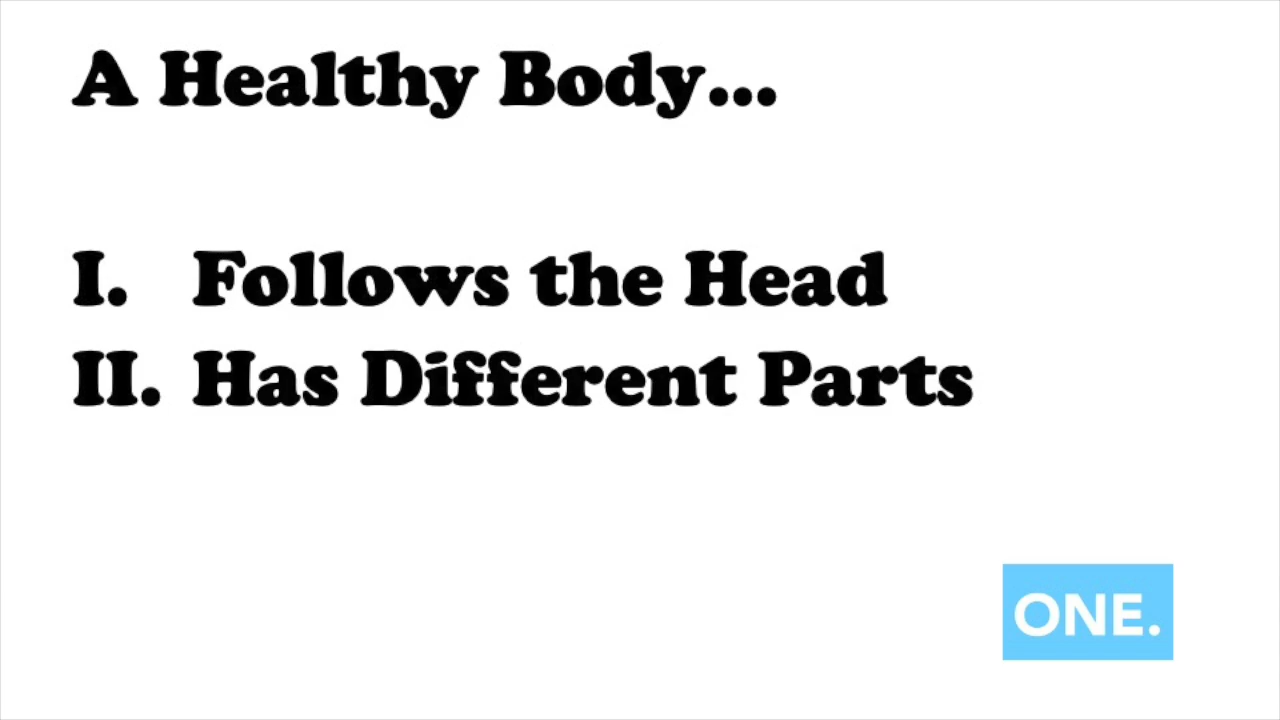 A Healthy Body...
I. Follows the Head
II. Has Different Parts
ONE.